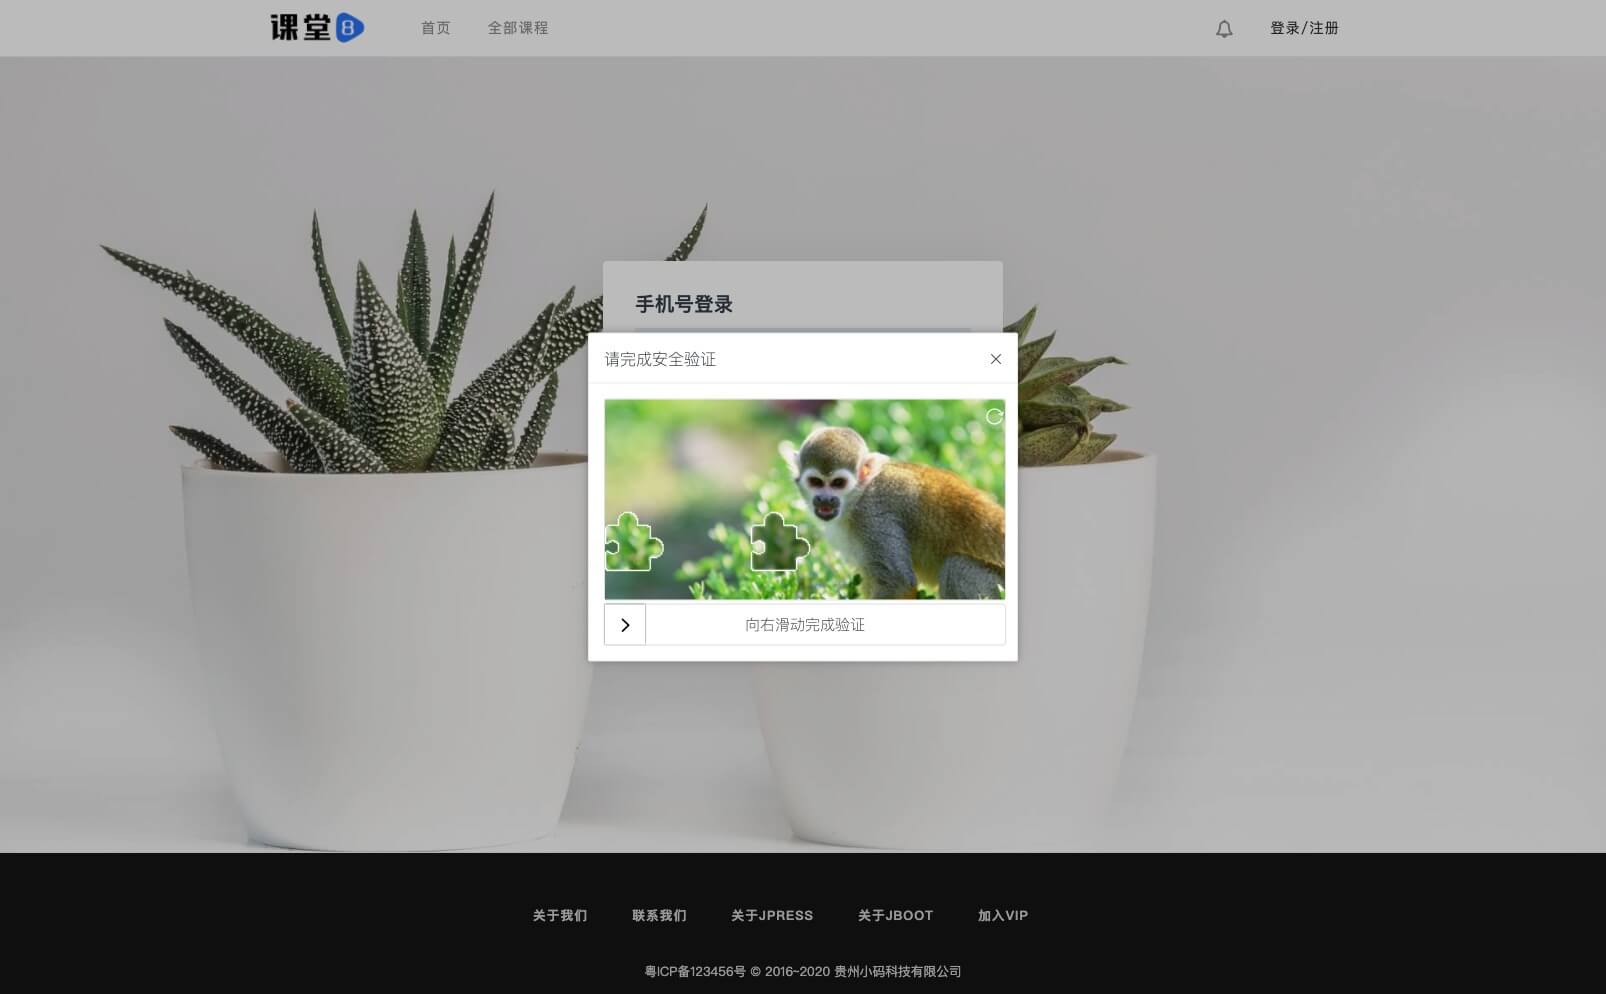 课堂 8
首页
全部课程
登录/注册
手机号登录
请完成安全验证
向右滑动完成验证
关于我们
联系我们
关于JPRESS
关于JBOOT
加入VIP
粤ICP备123456号 © 2016~2020 贵州小码科技有限公司